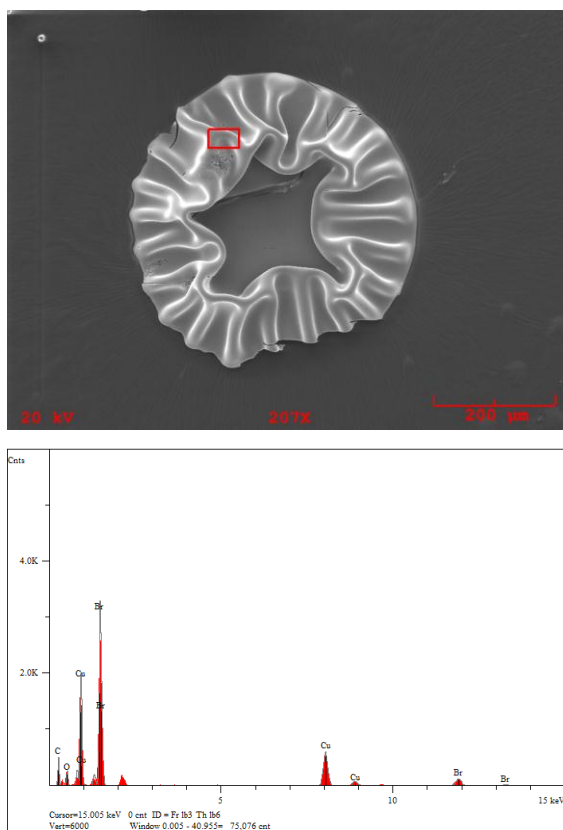 20 kV 207X 200 µm
Cnts
4.0K
Br
Cu
2.0K
Br
C
Cu
Cu
O
Cu
Br
Br
5
10
15 keV
Cursor=15.005 keV 0 cnt ID = Fr lb3 Th lb6
Vert=6000 Window 0.005 - 40.955= 75,076 cnt